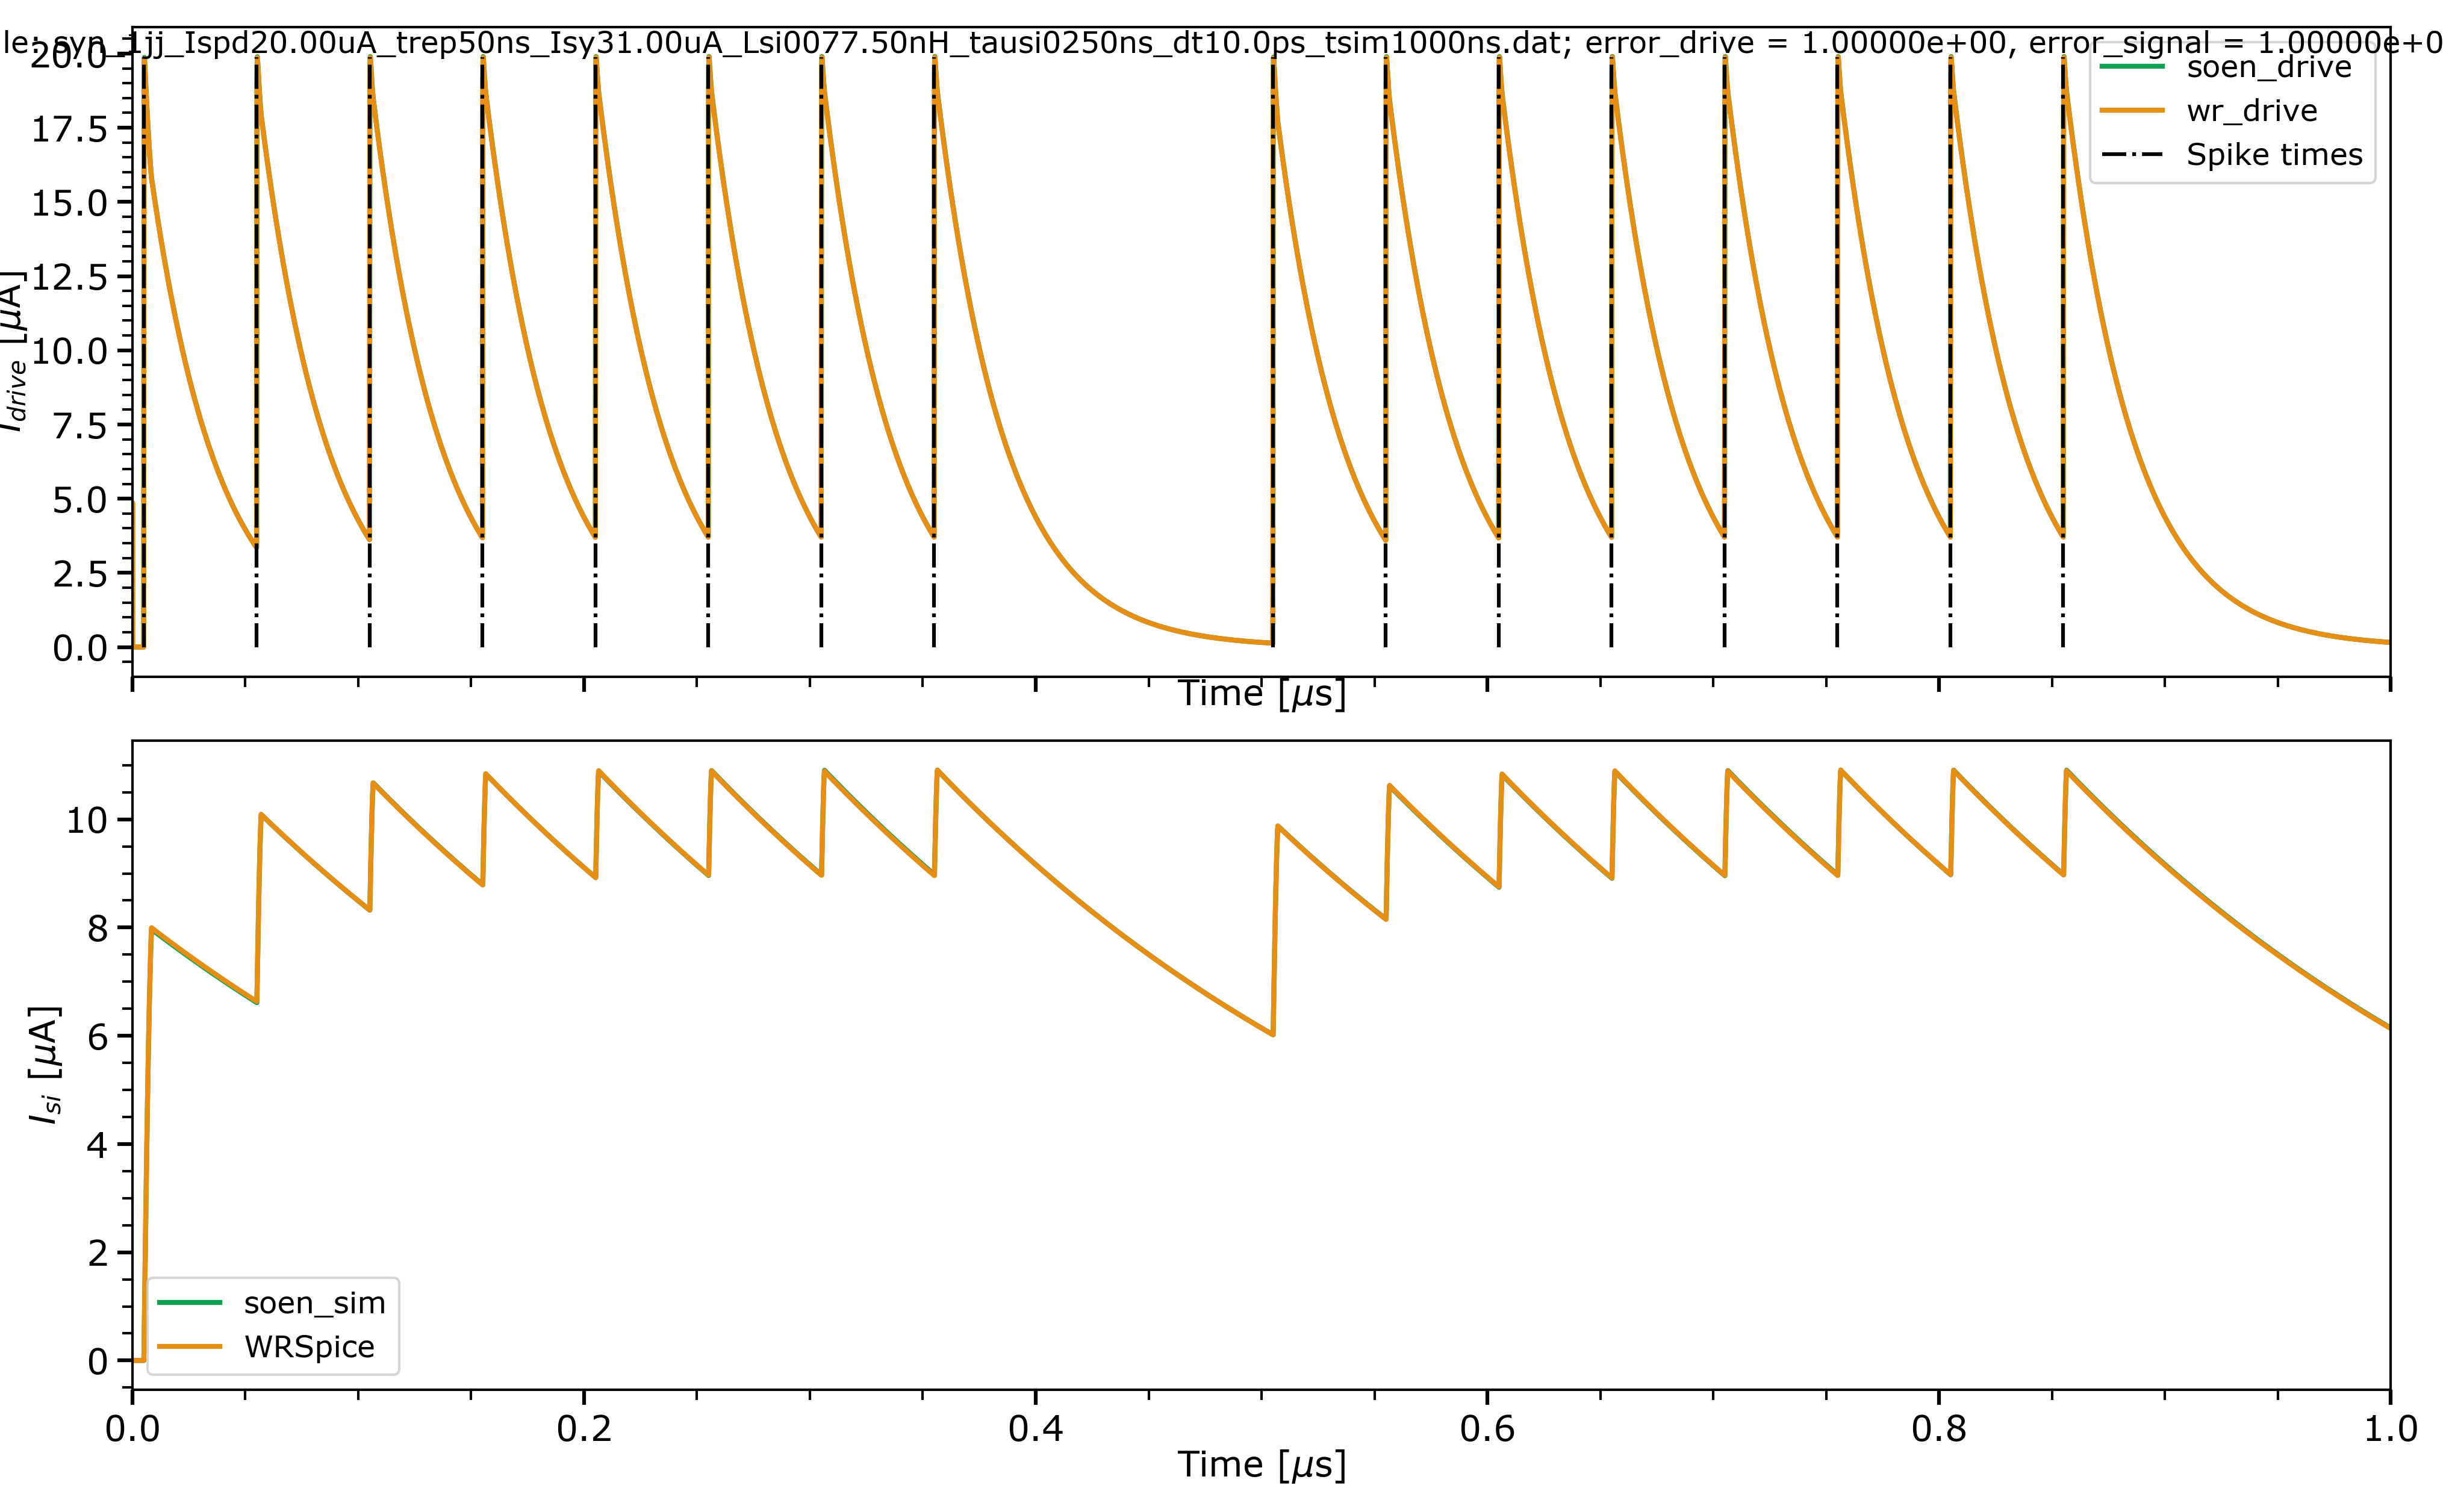 le: syn_1jj_Ispd20.00uA_trep50ns_Isy31.00uA_Lsi0077.50nH_tausi0250ns_dt10.0ps_tsim1000ns.dat; error_drive = 1.00000e+00, error_signal = 1.00000e+0
20.0
17.5
15.0
12.5
10.0
7.5
5.0
2.5
0.0
I_drive [μA]
soen_drive
wr_drive
Spike times
Time [μs]
10
8
6
4
2
0
I_si [μA]
soen_sim
WRSpice
0.0 0.2 0.4 0.6 0.8 1.0
Time [μs]